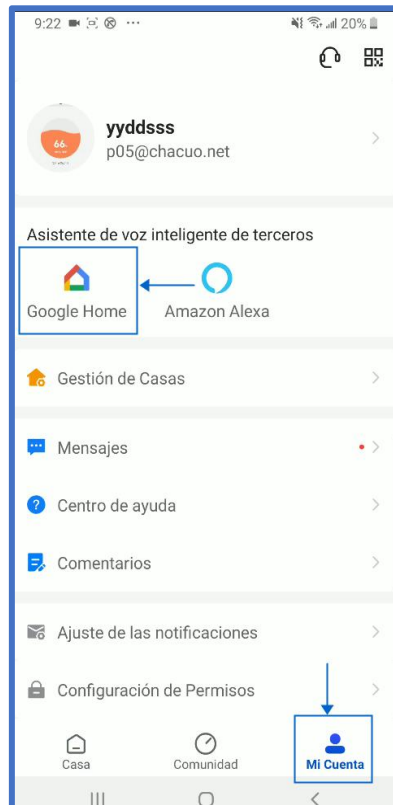 9:22 ... 20%
yyddsss
p05@chacuo.net
Asistente de voz inteligente de terceros
Google Home Amazon Alexa
Gestión de Casas
Mensajes
Centro de ayuda
Comentarios
Ajuste de las notificaciones
Configuración de Permisos
Casa Comunidad Mi Cuenta